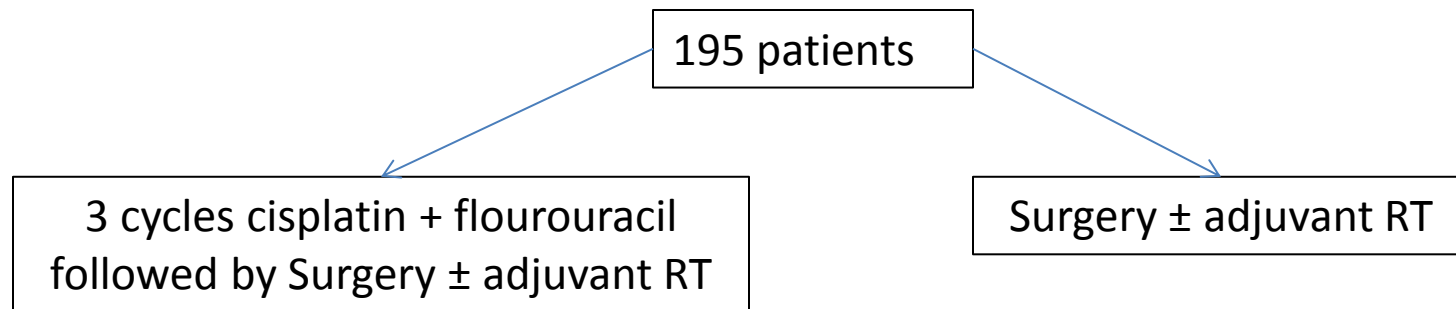 195 patients
3 cycles cisplatin + flourouracil
followed by Surgery ± adjuvant RT
Surgery ± adjuvant RT